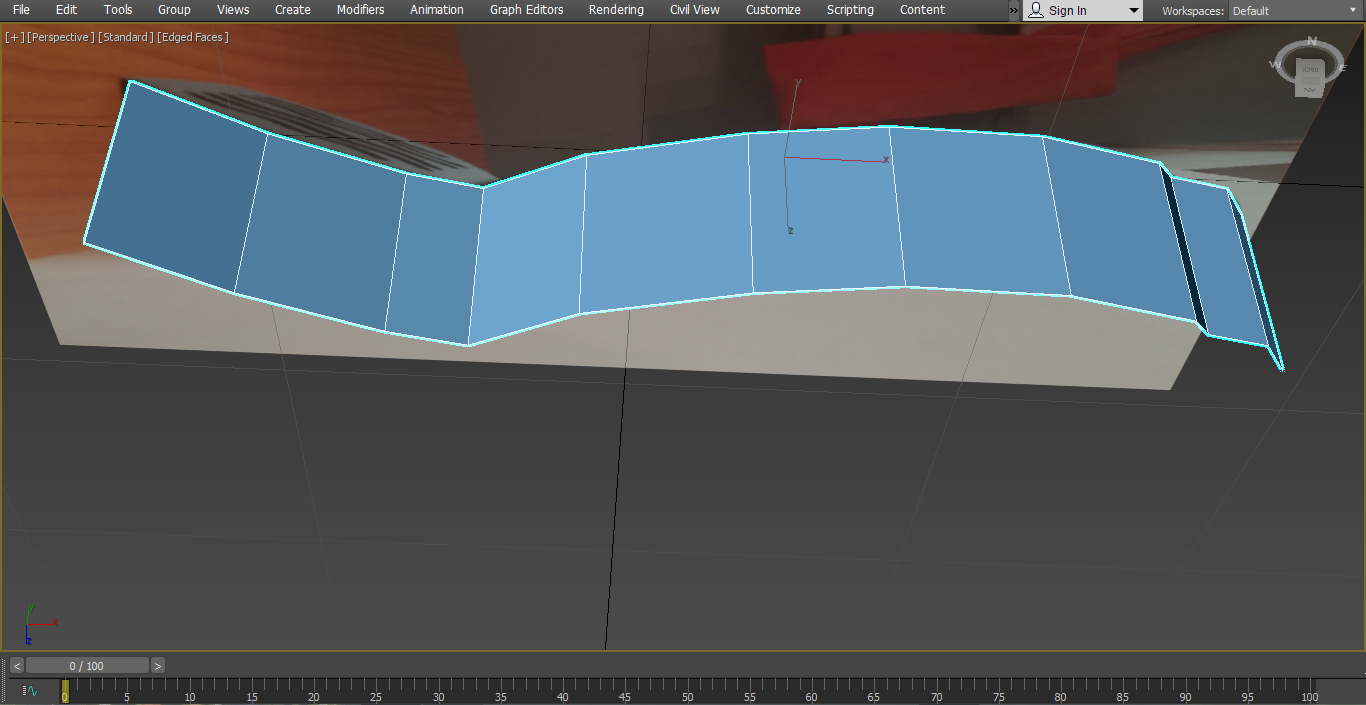 File Edit Tools Group Views Create Modifiers Animation Graph Editors Rendering Civil View Customize Scripting Content » Sign In Workspaces: Default
[+] [Perspective] [Standard] [Edged Faces]
N
W E
y
x
z
y
x
z
< 0 / 100 >
0 5 10 15 20 25 30 35 40 45 50 55 60 65 70 75 80 85 90 95 100